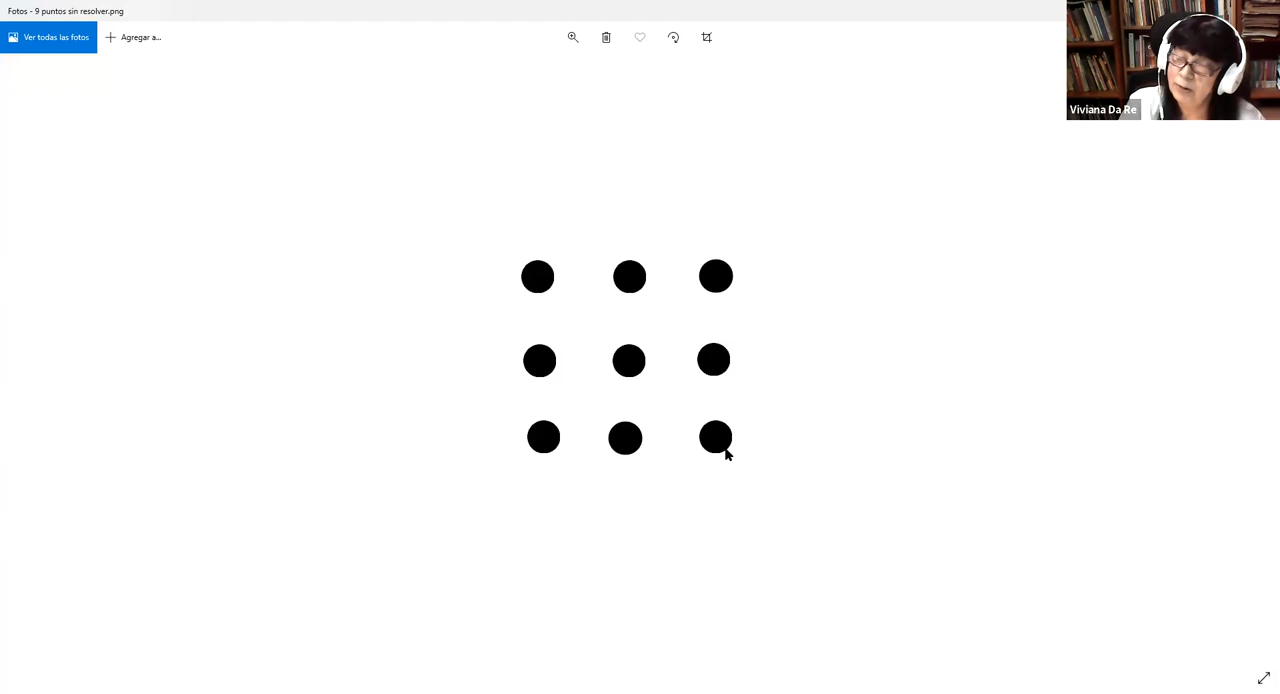 Fotos - 9 puntos sin resolver.png
Ver todas las fotos
Agregar a...
Viviana Da Re